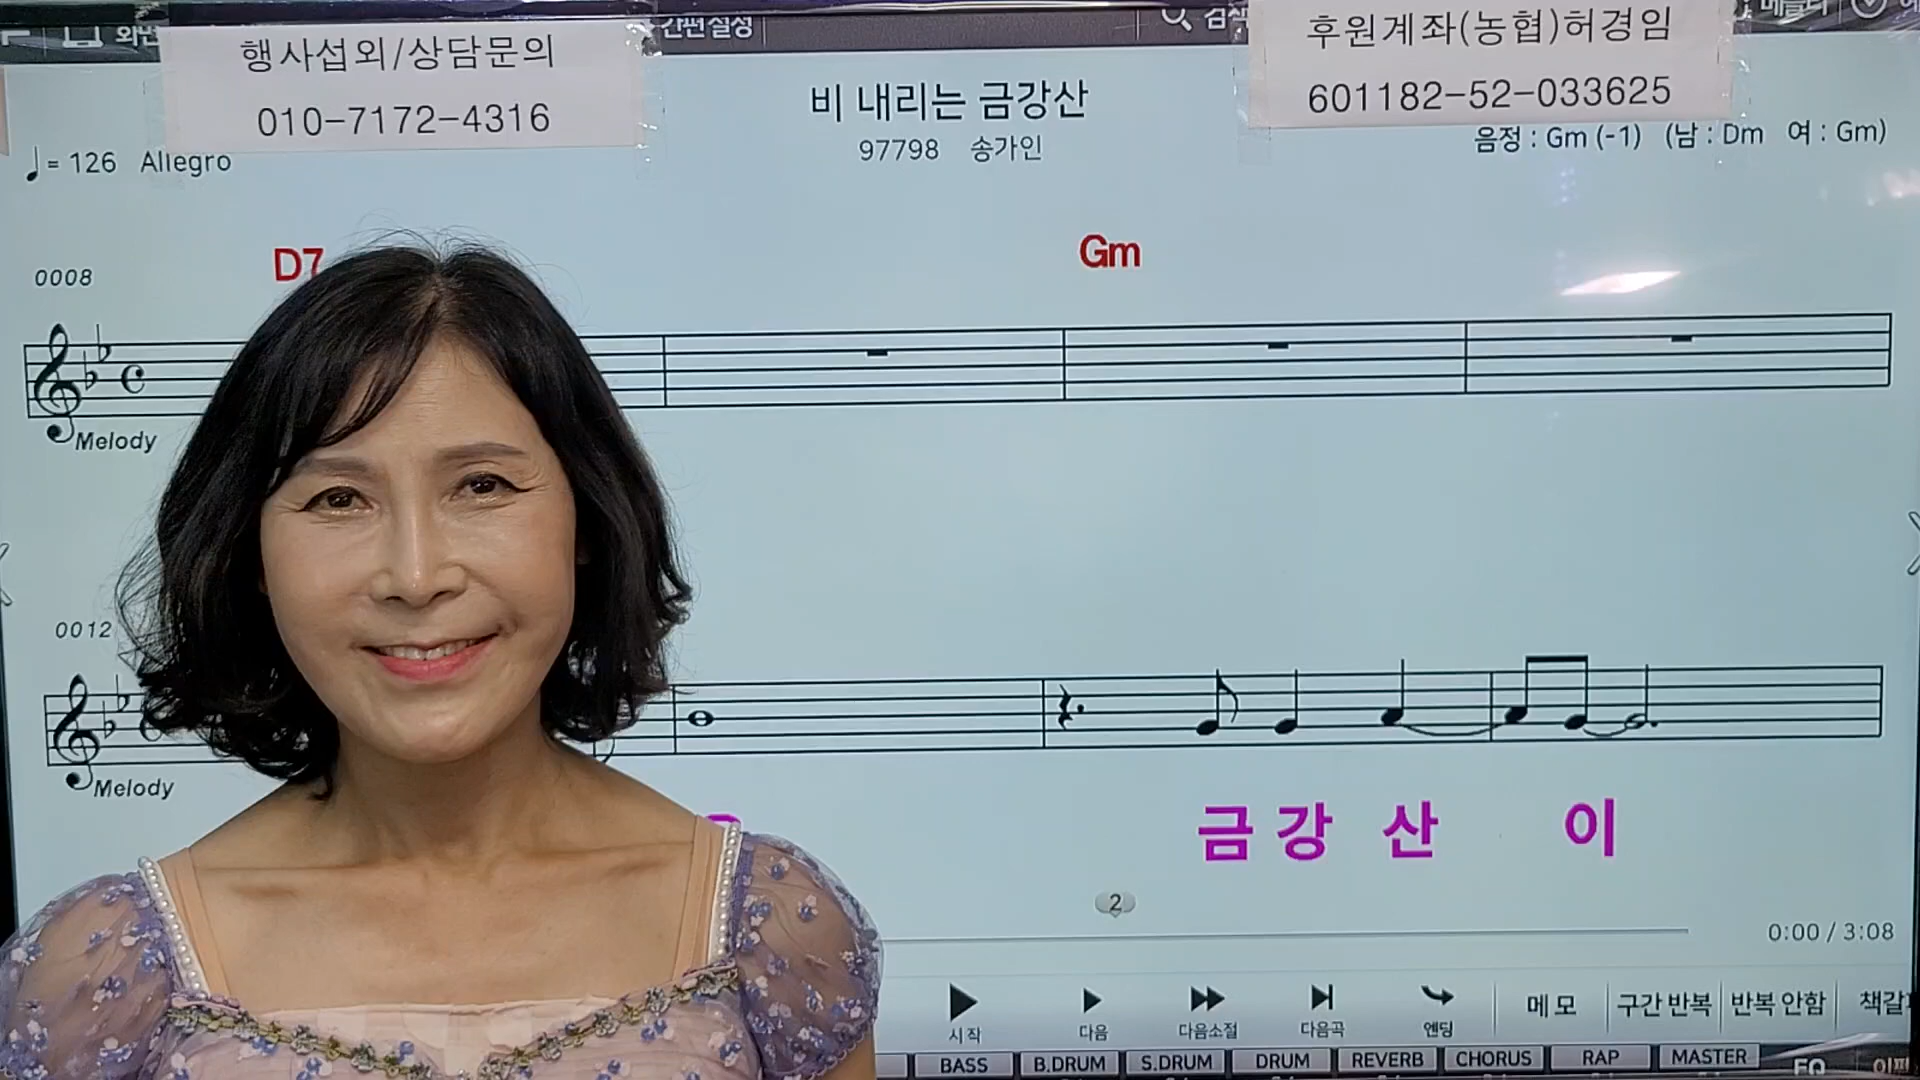 간편설정
행사섭외/상담문의
010-7172-4316
후원계좌(농협)허경임
601182-52-033625
비 내리는 금강산
97798 송가인
음정 : Gm (-1) (남 : Dm 여 : Gm)
= 126 Allegro
D7 Gm
0008
Melody
0012
Melody
금 강 산 이
2
0:00 / 3:08
시작 다음 다음소절 다음곡 엔딩 메모 구간반복 반복안함
BASS B.DRUM S.DRUM DRUM REVERB CHORUS RAP MASTER EQ